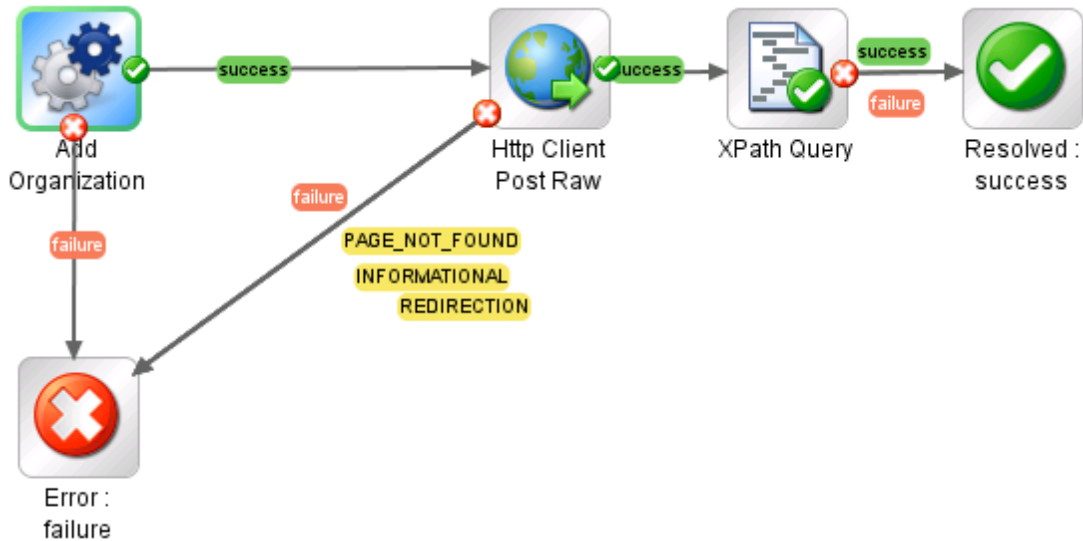 success
uccess
success
failure
Add
Organization
Http Client
Post Raw
XPath Query
Resolved :
success
failure
failure
PAGE_NOT_FOUND
INFORMATIONAL
REDIRECTION
Error :
failure